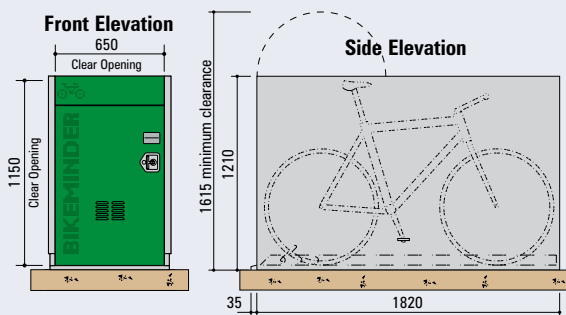 Front Elevation
650
Clear Opening
1150
Clear Opening
BIKEMINDER
Side Elevation
1615 minimum clearance
1210
35
1820